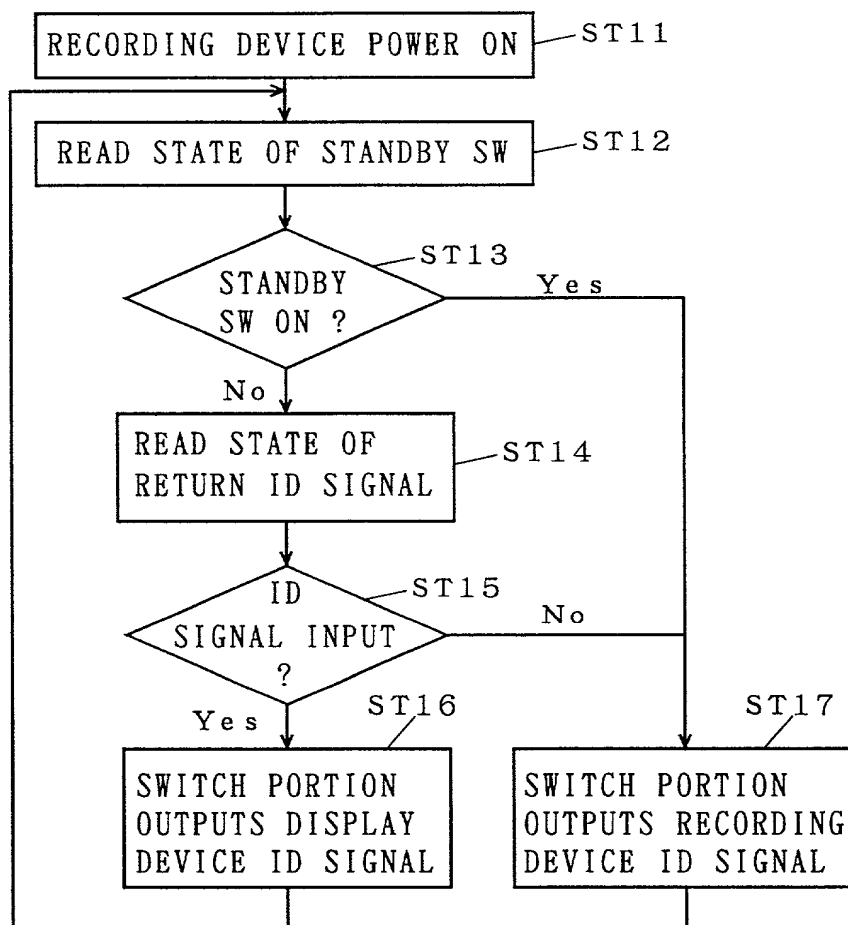 RECORDING DEVICE POWER ON
ST11
READ STATE OF STANDBY SW
ST12
ST13
STANDBY
SW ON ?
Yes
No
READ STATE OF
RETURN ID SIGNAL
ST14
ID
SIGNAL INPUT
?
ST15
No
Yes
ST16
ST17
SWITCH PORTION
OUTPUTS DISPLAY
DEVICE ID SIGNAL
SWITCH PORTION
OUTPUTS RECORDING
DEVICE ID SIGNAL